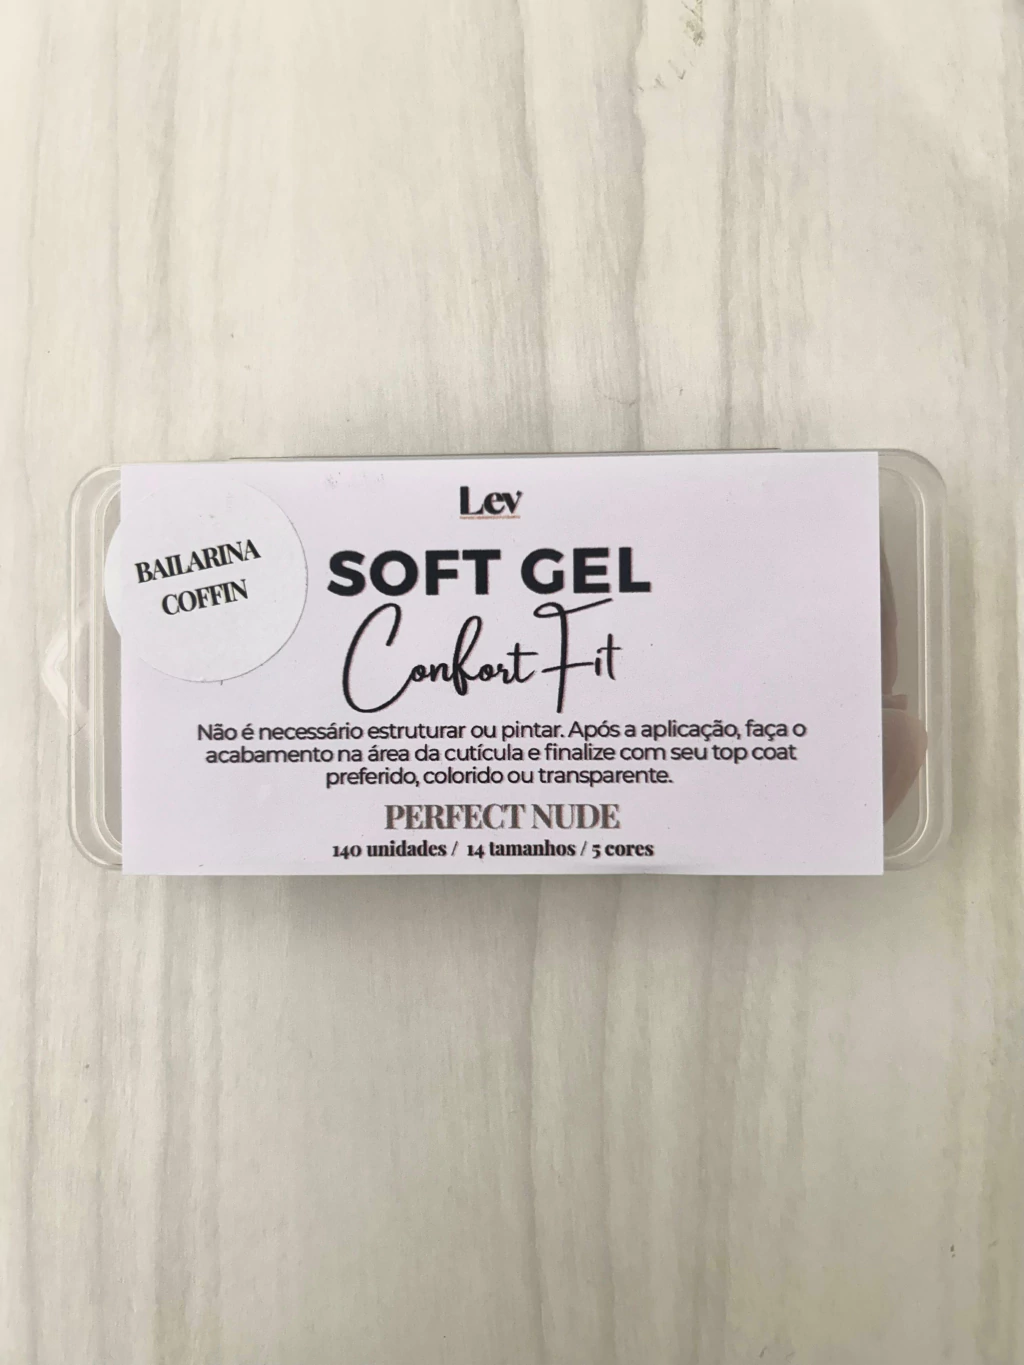 BAILARINA
COFFIN
Lev
SOFT GEL
Confort Fit
Não é necessário estruturar ou pintar. Após a aplicação, faça o
acabamento na área da cutícula e finalize com seu top coat
preferido, colorido ou transparente.
PERFECT NUDE
140 unidades / 14 tamanhos / 5 cores